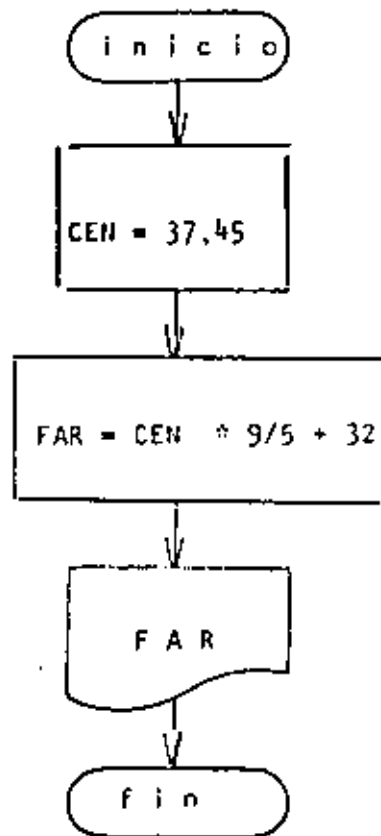 inicio
CEN = 37,45
FAR = CEN * 9/5 + 32
FAR
fin